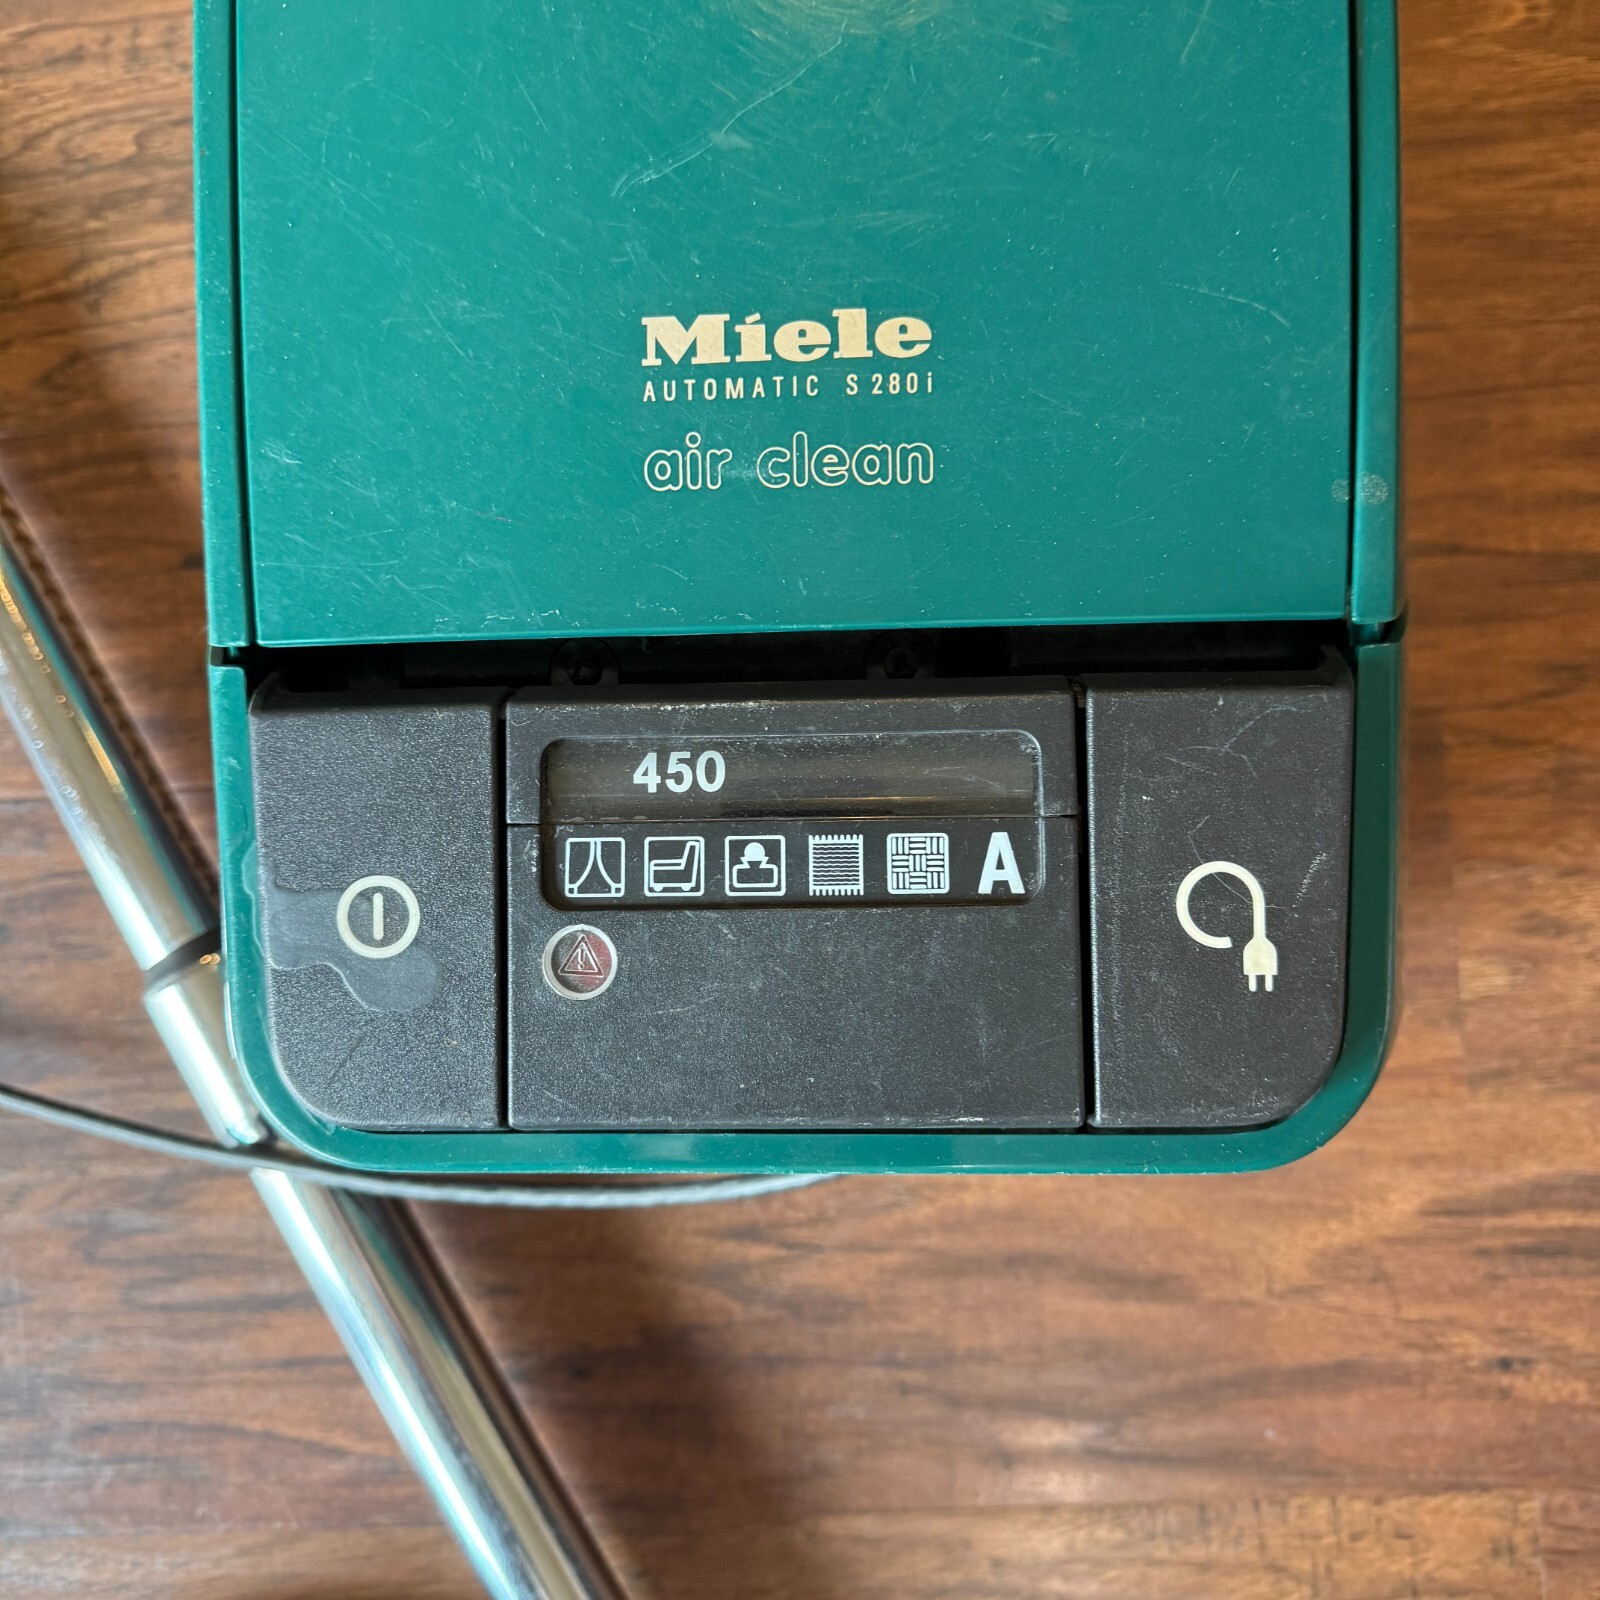 Miele
AUTOMATIC S 280i
air clean
450
A